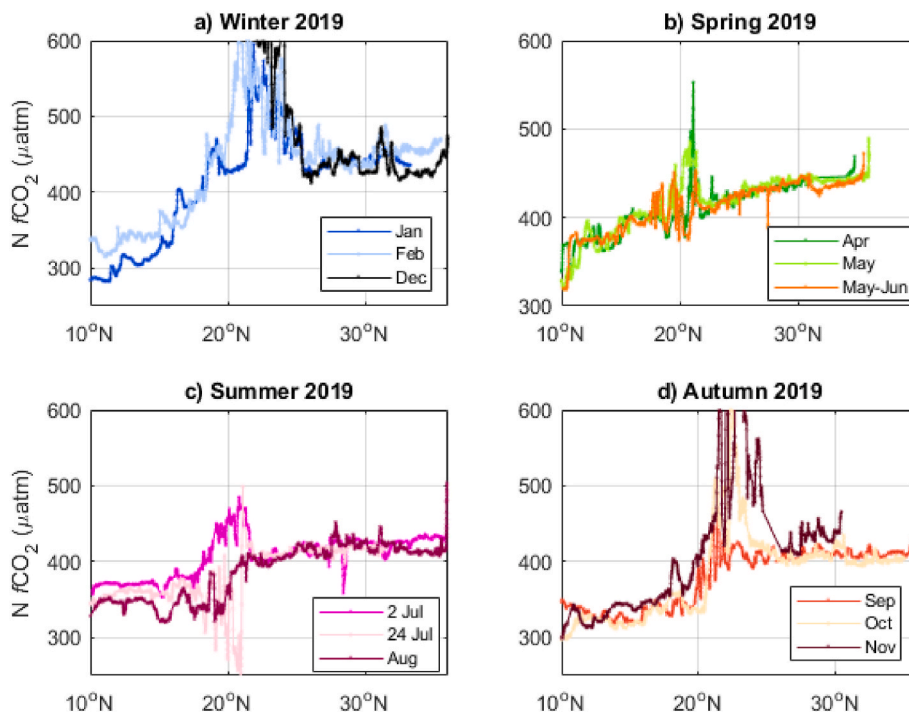 a) Winter 2019
600
500
400
300
N fCO₂ (μatm)
Jan
Feb
Dec
10°N 20°N 30°N
b) Spring 2019
600
500
400
300
Apr
May
May-Jun
10°N 20°N 30°N
c) Summer 2019
600
500
400
300
N fCO₂ (μatm)
2 Jul
24 Jul
Aug
10°N 20°N 30°N
d) Autumn 2019
600
500
400
300
Sep
Oct
Nov
10°N 20°N 30°N